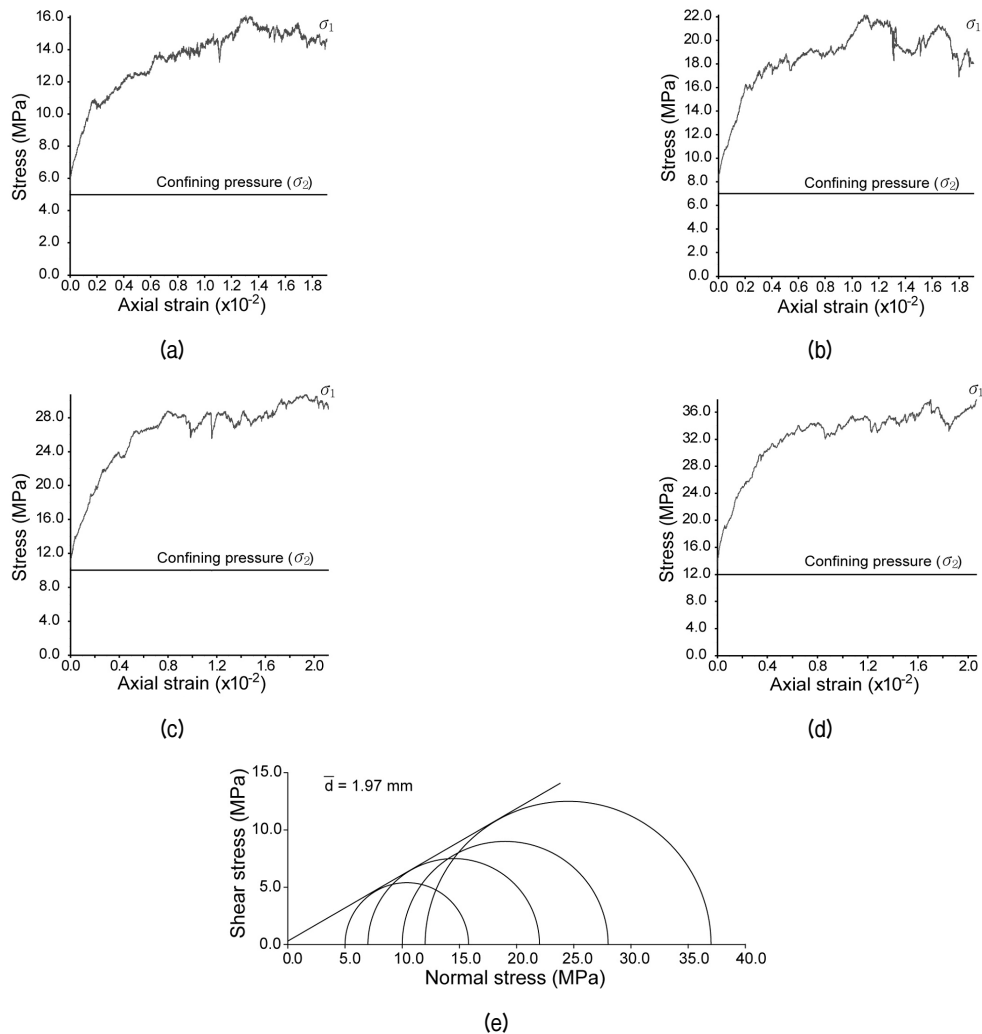 σ₁
16.0
14.0
12.0
10.0
8.0
6.0
4.0
2.0
0.0
Stress (MPa)
Confining pressure (σ₂)
0.0 0.2 0.4 0.6 0.8 1.0 1.2 1.4 1.6 1.8
Axial strain (x10⁻²)
(a)
σ₁
22.0
20.0
18.0
16.0
14.0
12.0
10.0
8.0
6.0
4.0
2.0
0.0
Stress (MPa)
Confining pressure (σ₂)
0.0 0.2 0.4 0.6 0.8 1.0 1.2 1.4 1.6 1.8
Axial strain (x10⁻²)
(b)
σ₁
28.0
24.0
20.0
16.0
12.0
8.0
4.0
0.0
Stress (MPa)
Confining pressure (σ₂)
0.0 0.4 0.8 1.2 1.6 2.0
Axial strain (x10⁻²)
(c)
σ₁
36.0
32.0
28.0
24.0
20.0
16.0
12.0
8.0
4.0
0.0
Stress (MPa)
Confining pressure (σ₂)
0.0 0.4 0.8 1.2 1.6 2.0
Axial strain (x10⁻²)
(d)
15.0
10.0
5.0
0.0
Shear stress (MPa)
d̅ = 1.97 mm
0.0 5.0 10.0 15.0 20.0 25.0 30.0 35.0 40.0
Normal stress (MPa)
(e)